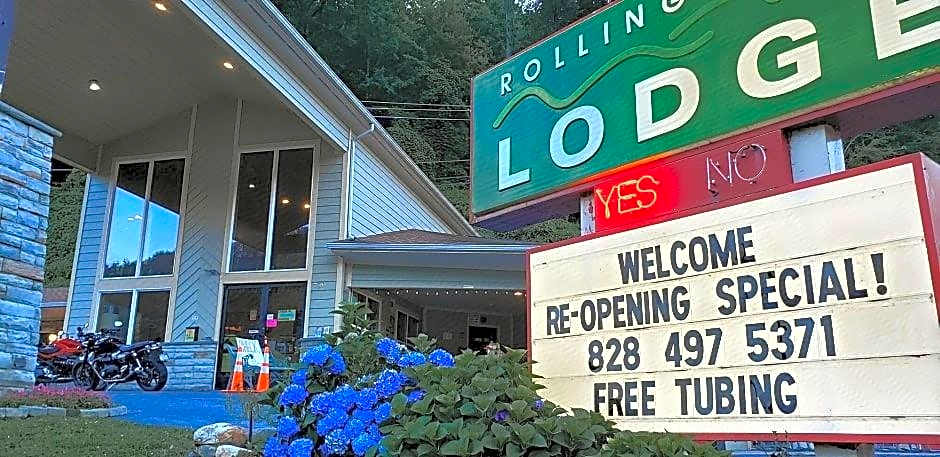 ROLLING
LODGE
YES NO
WELCOME
RE-OPENING SPECIAL!
828 497 5371
FREE TUBING